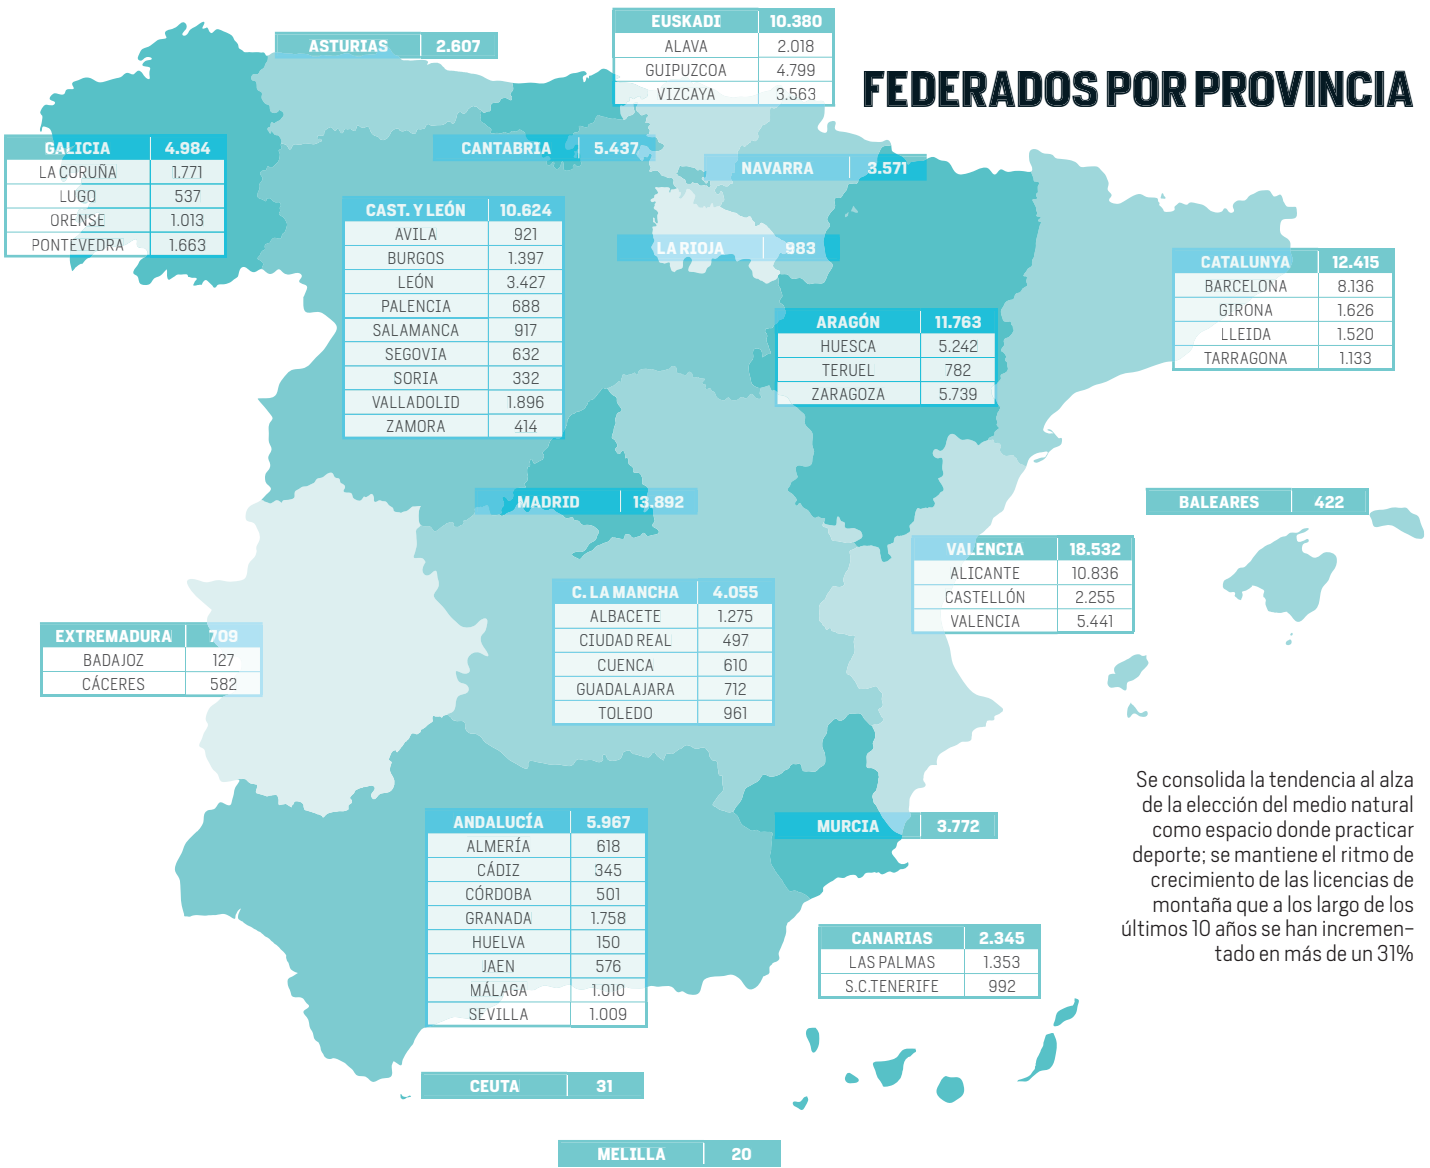 FEDERADOS POR PROVINCIA
ASTURIAS 2.607
EUSKADI 10.380
ALAVA 2.018
GUIPUZCOA 4.799
VIZCAYA 3.563
GALICIA 4.984
LA CORUÑA 1.771
LUGO 537
ORENSE 1.013
PONTEVEDRA 1.663
CANTABRIA 5.437
NAVARRA 3.571
CAST. Y LEÓN 10.624
AVILA 921
BURGOS 1.397
LEÓN 3.427
PALENCIA 688
SALAMANCA 917
SEGOVIA 632
SORIA 332
VALLADOLID 1.896
ZAMORA 414
LA RIOJA 983
CATALUNYA 12.415
BARCELONA 8.136
GIRONA 1.626
LLEIDA 1.520
TARRAGONA 1.133
ARAGÓN 11.763
HUESCA 5.242
TERUEL 782
ZARAGOZA 5.739
MADRID 13.892
BALEARES 422
VALENCIA 18.532
ALICANTE 10.836
CASTELLÓN 2.255
VALENCIA 5.441
C. LA MANCHA 4.055
ALBACETE 1.275
CIUDAD REAL 497
CUENCA 610
GUADALAJARA 712
TOLEDO 961
EXTREMADURA 709
BADAJOZ 127
CÁCERES 582
ANDALUCÍA 5.967
ALMERÍA 618
CÁDIZ 345
CÓRDOBA 501
GRANADA 1.758
HUELVA 150
JAEN 576
MÁLAGA 1.010
SEVILLA 1.009
MURCIA 3.772
Se consolida la tendencia al alza
de la elección del medio natural
como espacio donde practicar
deporte; se mantiene el ritmo de
crecimiento de las licencias de
montaña que a los largo de los
últimos 10 años se han incremen-
tado en más de un 31%
CANARIAS 2.345
LAS PALMAS 1.353
S.C.TENERIFE 992
CEUTA 31
MELILLA 20